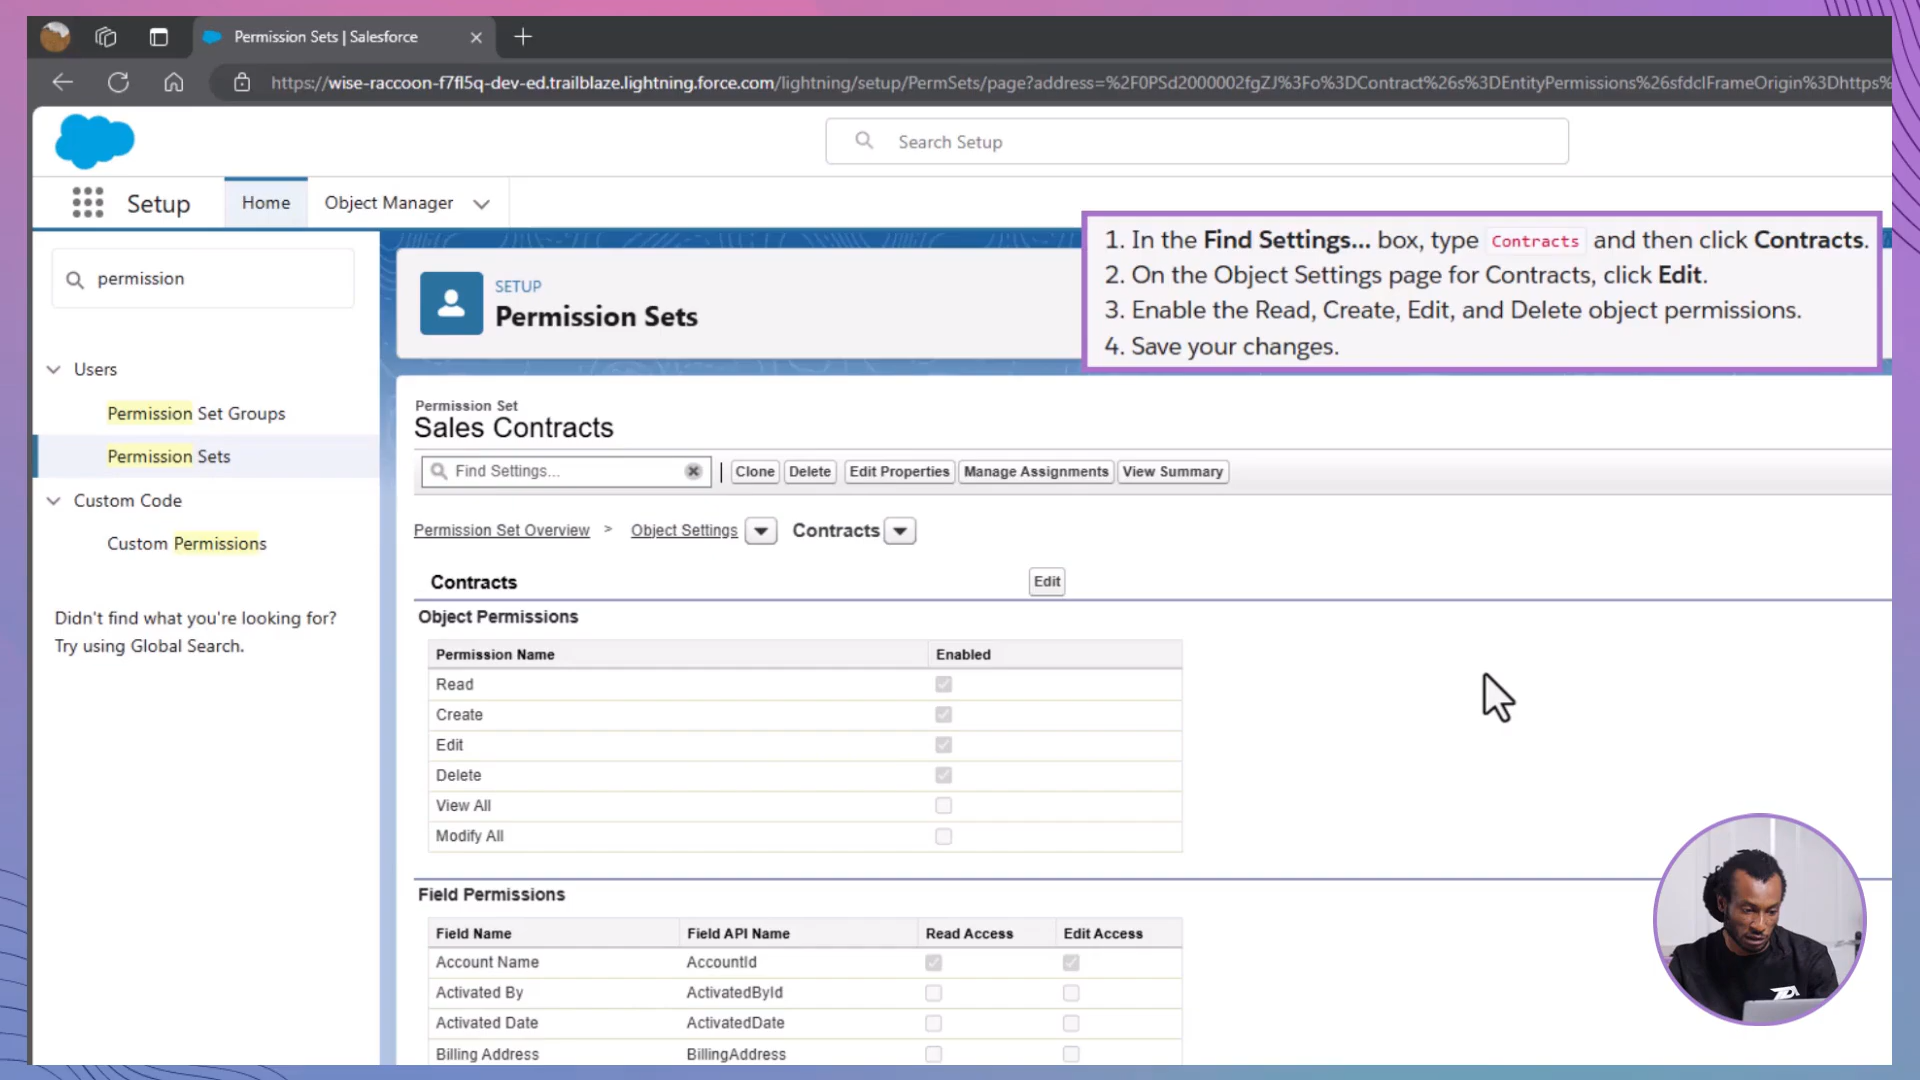 Permission Sets | Salesforce
https://wise-raccoon-f7fl5q-dev-ed.trailblaze.lightning.force.com/lightning/setup/PermSets/page?address=%2F0PSd2000002fgZJ%3Fo%3DContract%26s%3DEntityPermissions%26sfdcIFrameOrigin%3Dhttps%
Search Setup
Setup
Home
Object Manager
1. In the Find Settings... box, type Contracts and then click Contracts.
2. On the Object Settings page for Contracts, click Edit.
3. Enable the Read, Create, Edit, and Delete object permissions.
4. Save your changes.
permission
Users
Permission Set Groups
Permission Sets
Custom Code
Custom Permissions
Didn't find what you're looking for?
Try using Global Search.
SETUP
Permission Sets
Permission Set
Sales Contracts
Find Settings... | Clone Delete Edit Properties Manage Assignments View Summary
Permission Set Overview > Object Settings Contracts
Contracts Edit
Object Permissions
Permission Name Enabled
Read
Create
Edit
Delete
View All
Modify All
Field Permissions
Field Name Field API Name Read Access Edit Access
Account Name AccountId
Activated By ActivatedById
Activated Date ActivatedDate
Billing Address BillingAddress